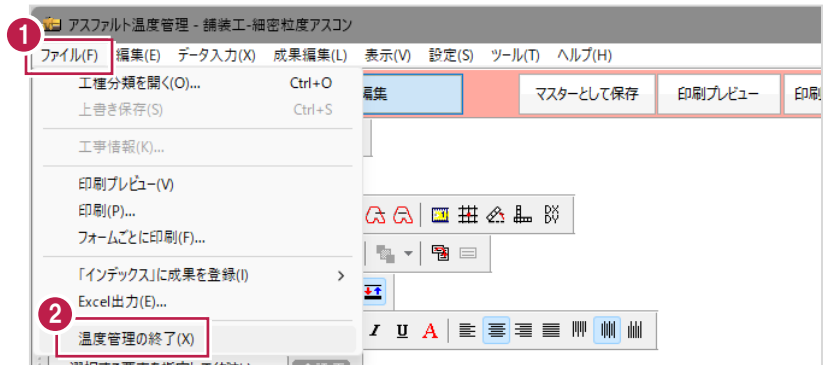 アスファルト温度管理 - 舗装工-細密粒度アスコン
1
ファイル(F) 編集(E) データ入力(X) 成果編集(L) 表示(V) 設定(S) ツール(T) ヘルプ(H)
工種分類を開く(O)... Ctrl+O
編集 マスターとして保存 印刷プレビュー 印刷
上書き保存(S) Ctrl+S
工事情報(K)...
印刷プレビュー(V)
印刷(P)...
フォームごとに印刷(F)...
「インデックス」に成果を登録(I)
Excel出力(E)...
2
温度管理の終了(X)